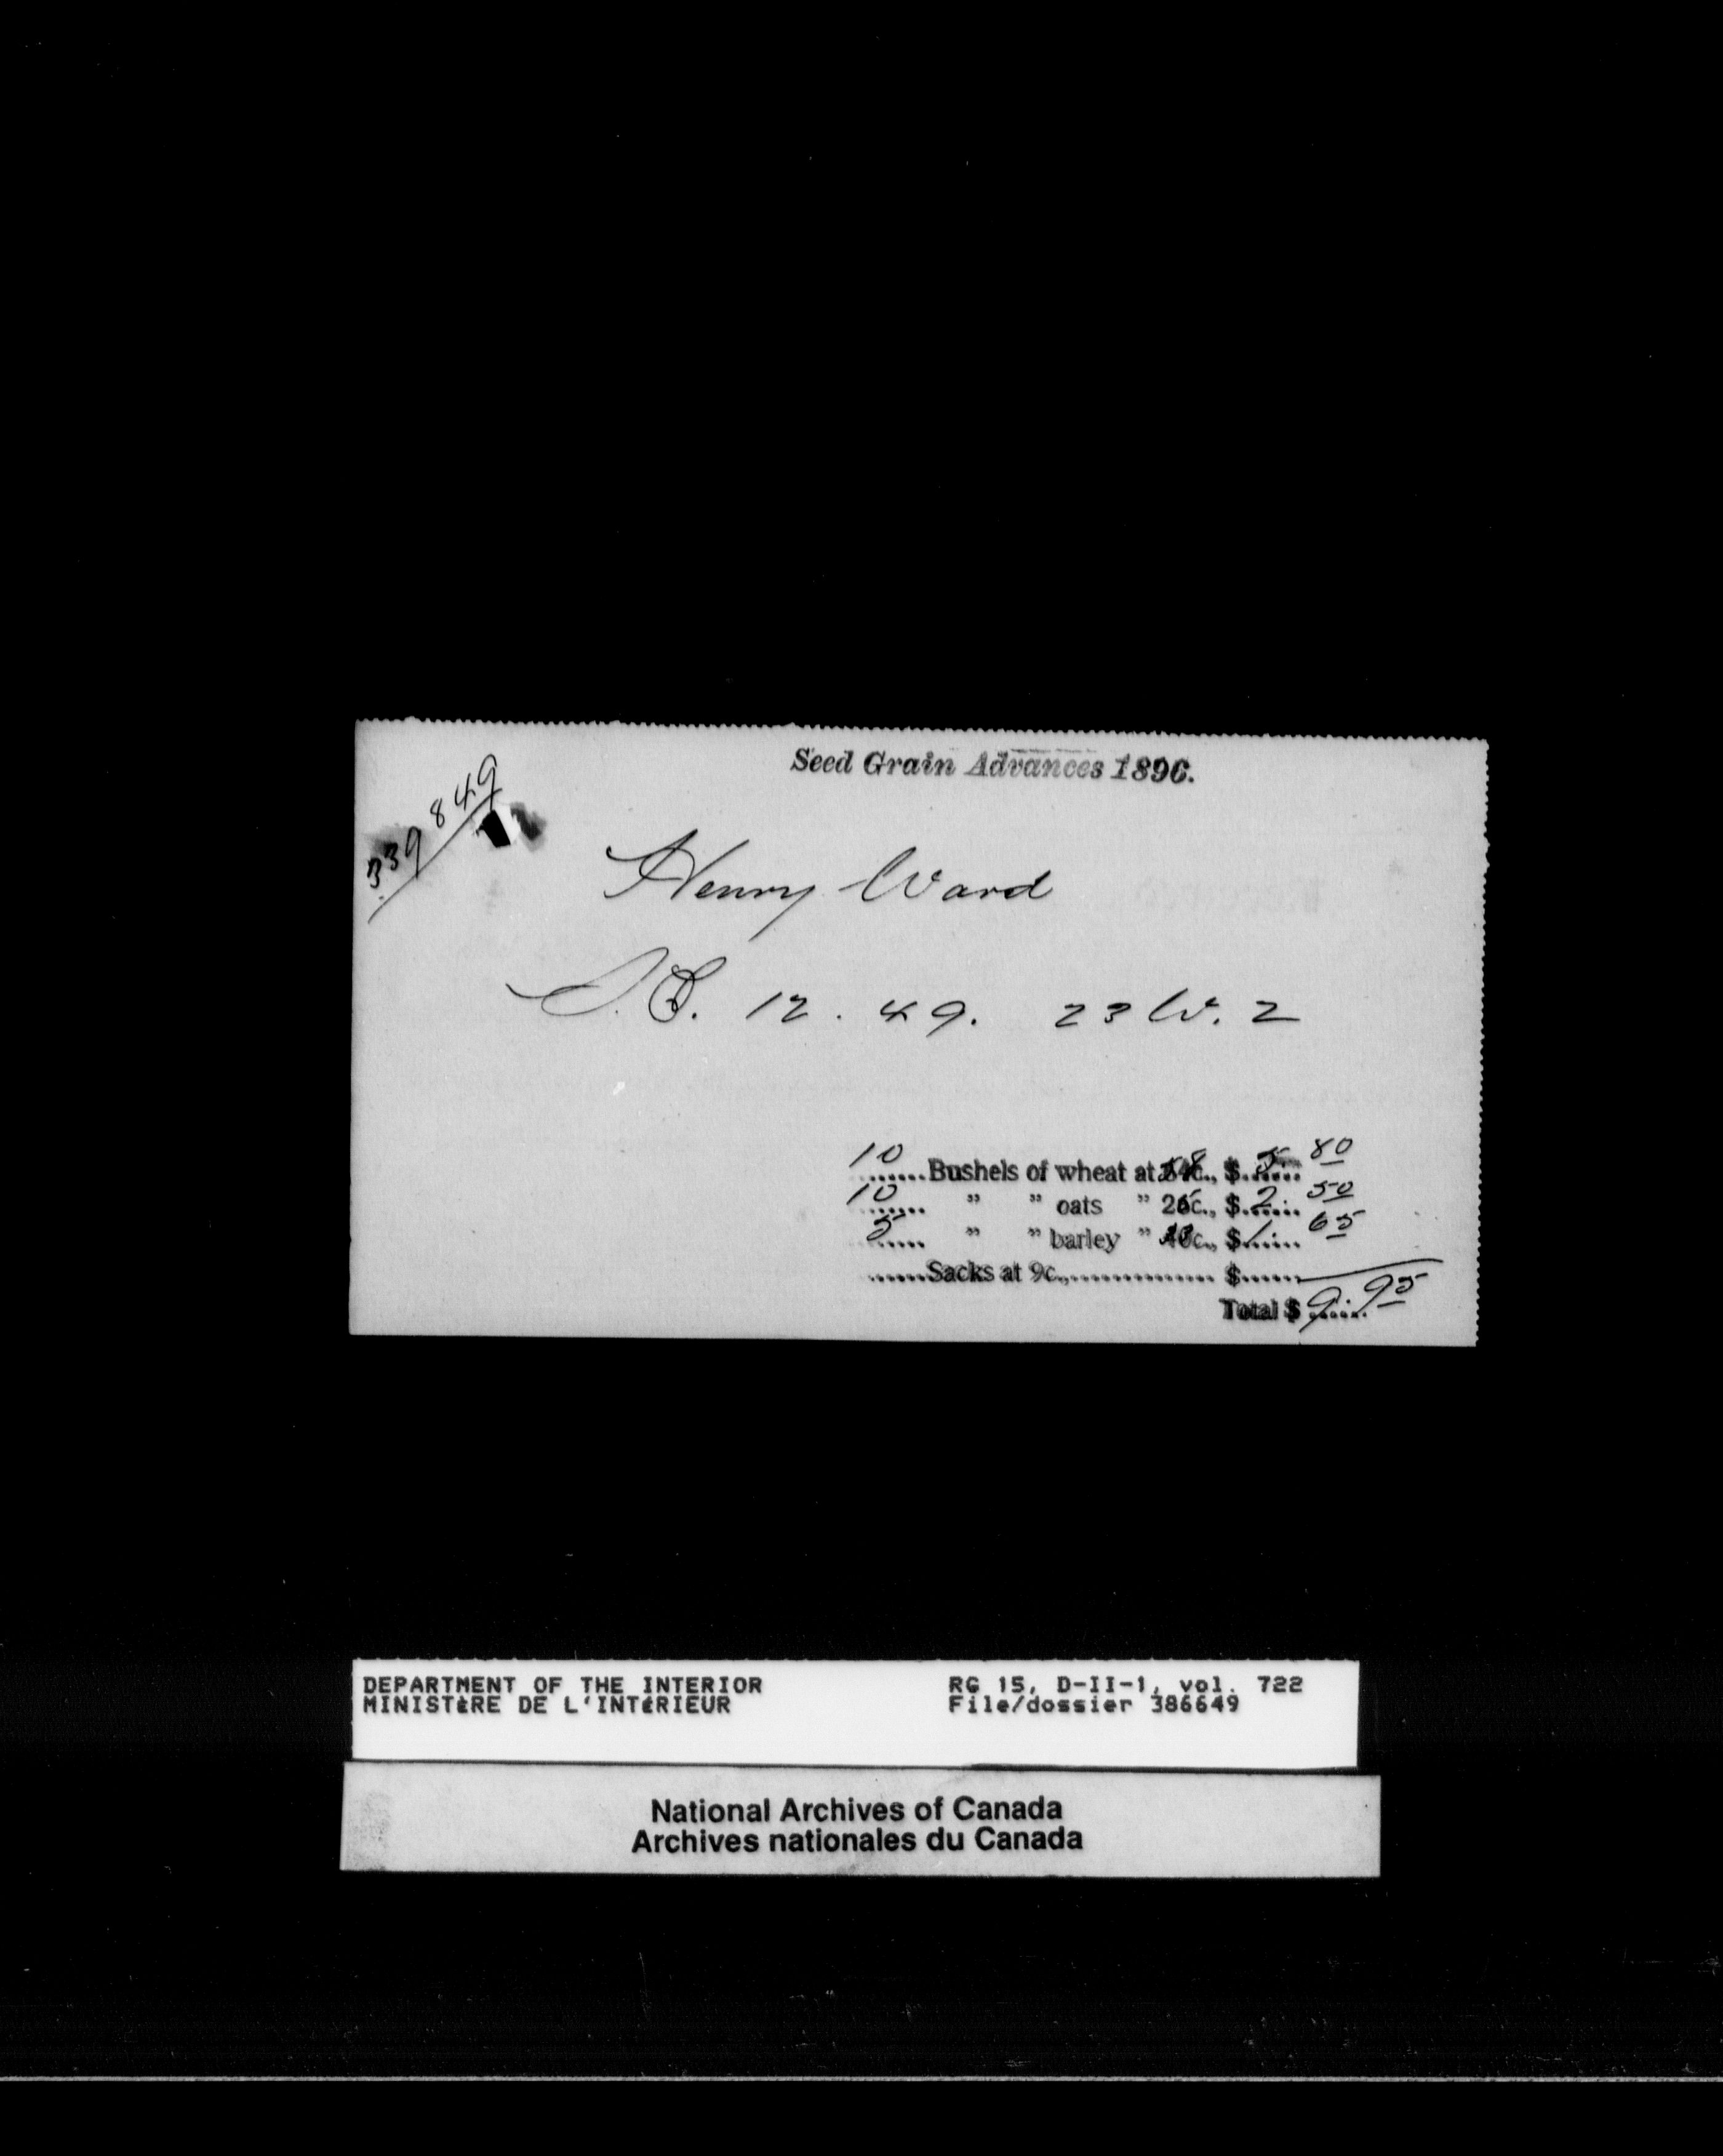 Seed Grain Advances 1896.
339849
Henry Ward
S.E. 12. 49. 23 W. 2
10 Bushels of wheat at 58c., $ 5.80
10 " " oats " 25c., $ 2.50
5 " " barley " 33c., $ 1.65
......Sacks at 9c.,................ $......
Total $ 9.95
DEPARTMENT OF THE INTERIOR
MINISTÈRE DE L'INTÉRIEUR
RG 15, D-II-1, vol. 722
File/dossier 386649
National Archives of Canada
Archives nationales du Canada